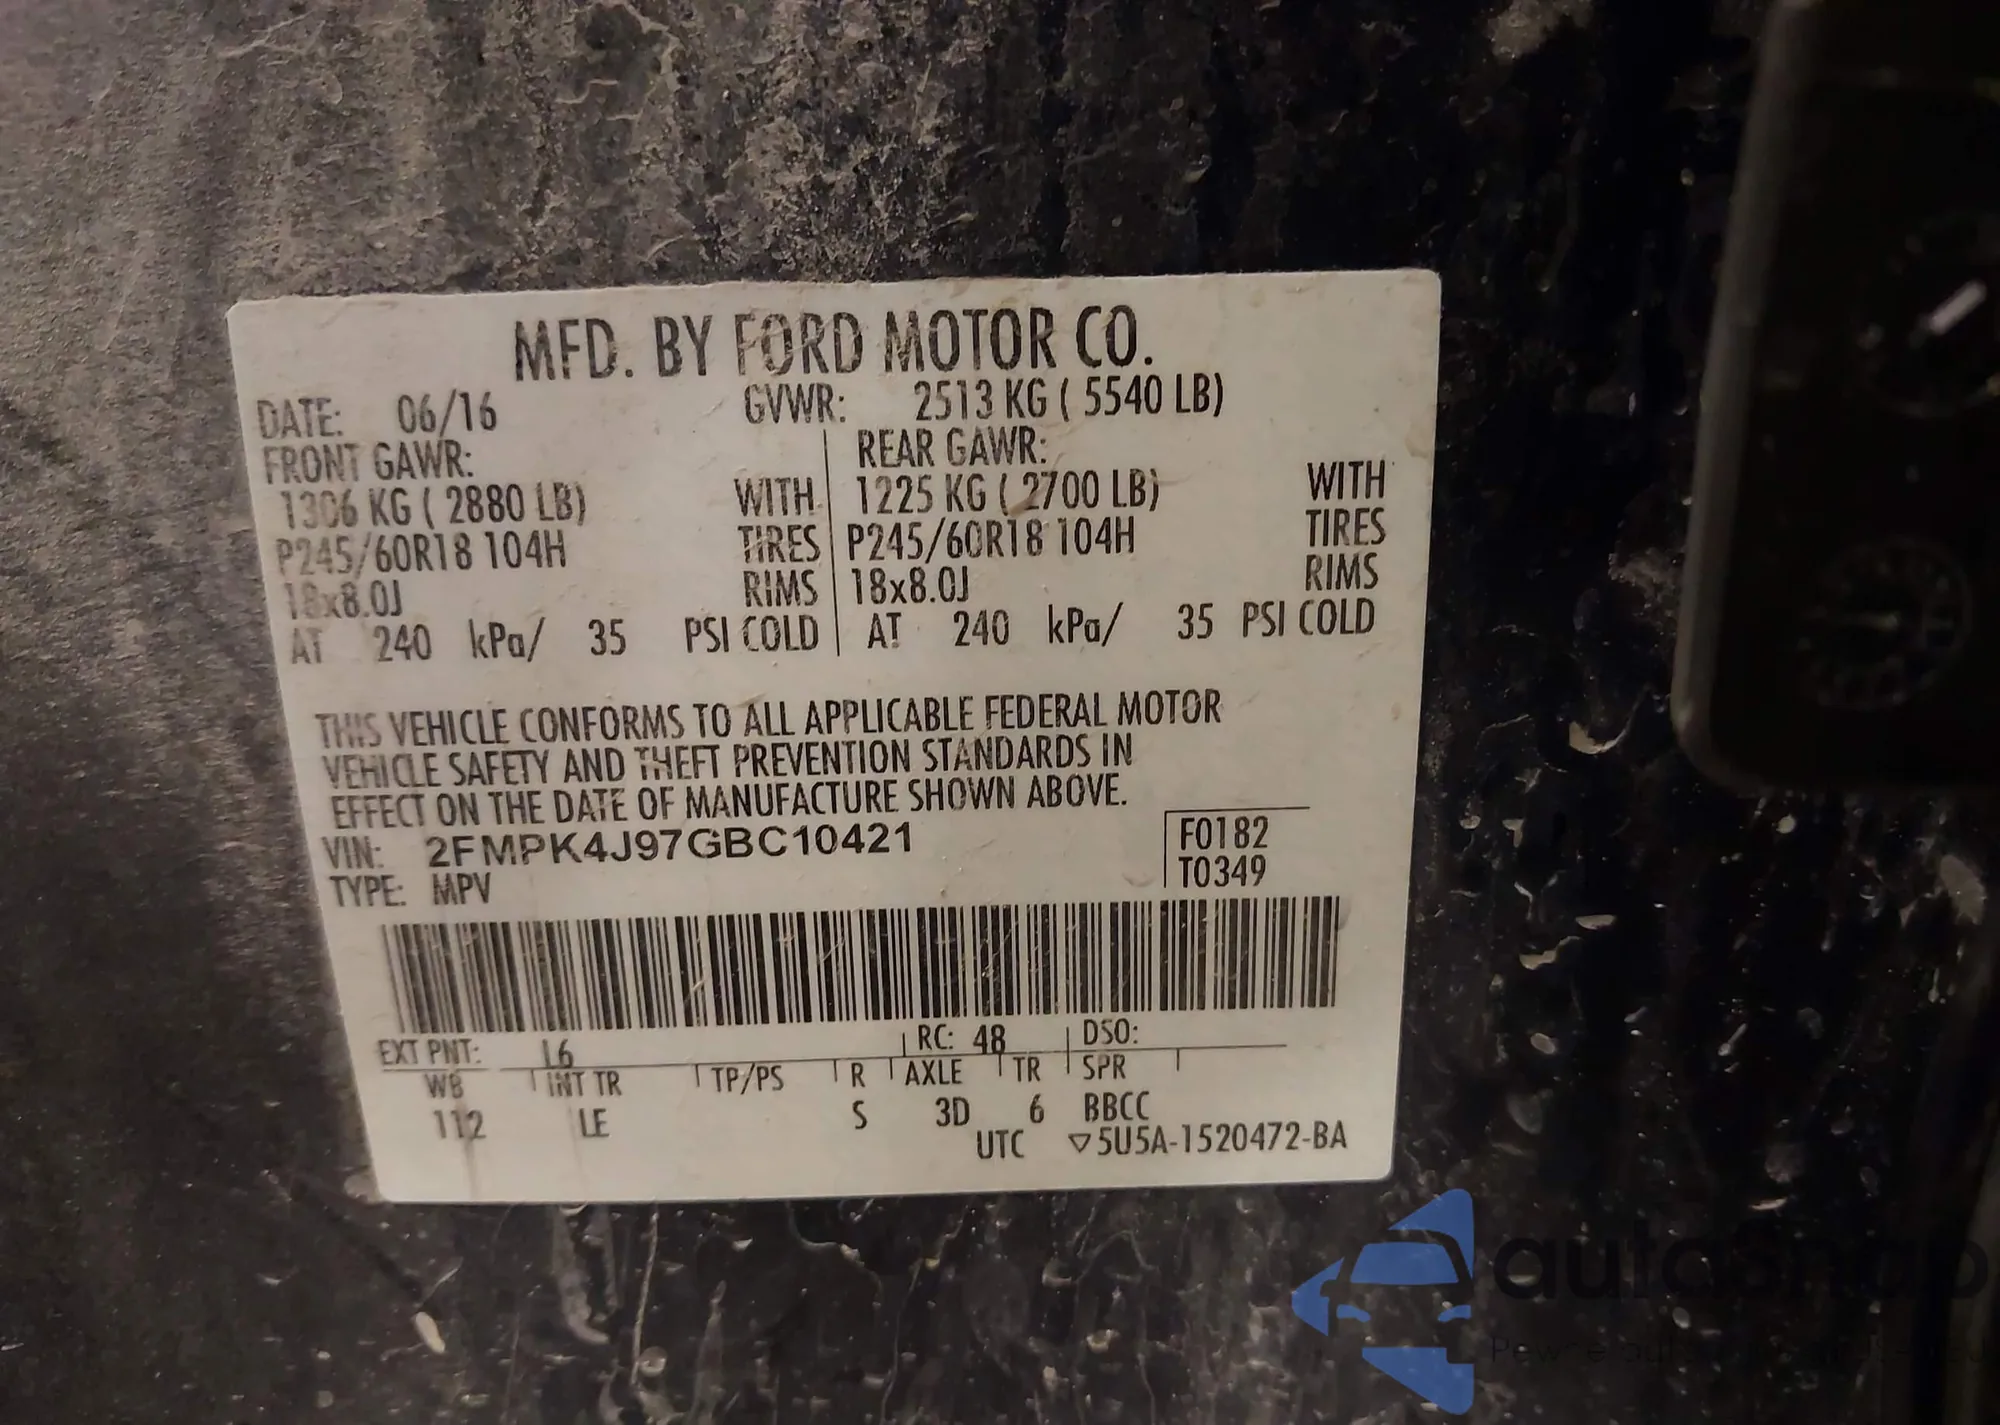 MFD. BY FORD MOTOR CO.
DATE: 06/16 GVWR: 2513 KG ( 5540 LB)
FRONT GAWR: REAR GAWR:
1306 KG ( 2880 LB) WITH 1225 KG ( 2700 LB) WITH
P245/60R18 104H TIRES P245/60R18 104H TIRES
18x8.0J RIMS 18x8.0J RIMS
AT 240 kPa/ 35 PSI COLD AT 240 kPa/ 35 PSI COLD
THIS VEHICLE CONFORMS TO ALL APPLICABLE FEDERAL MOTOR
VEHICLE SAFETY AND THEFT PREVENTION STANDARDS IN
EFFECT ON THE DATE OF MANUFACTURE SHOWN ABOVE.
VIN: 2FMPK4J97GBC10421 F0182
TYPE: MPV T0349
EXT PNT: L6 RC: 48 DSO:
WB INT TR TP/PS R AXLE TR SPR
112 LE S 3D 6 BBCC
UTC ▽5U5A-1520472-BA
autosnap